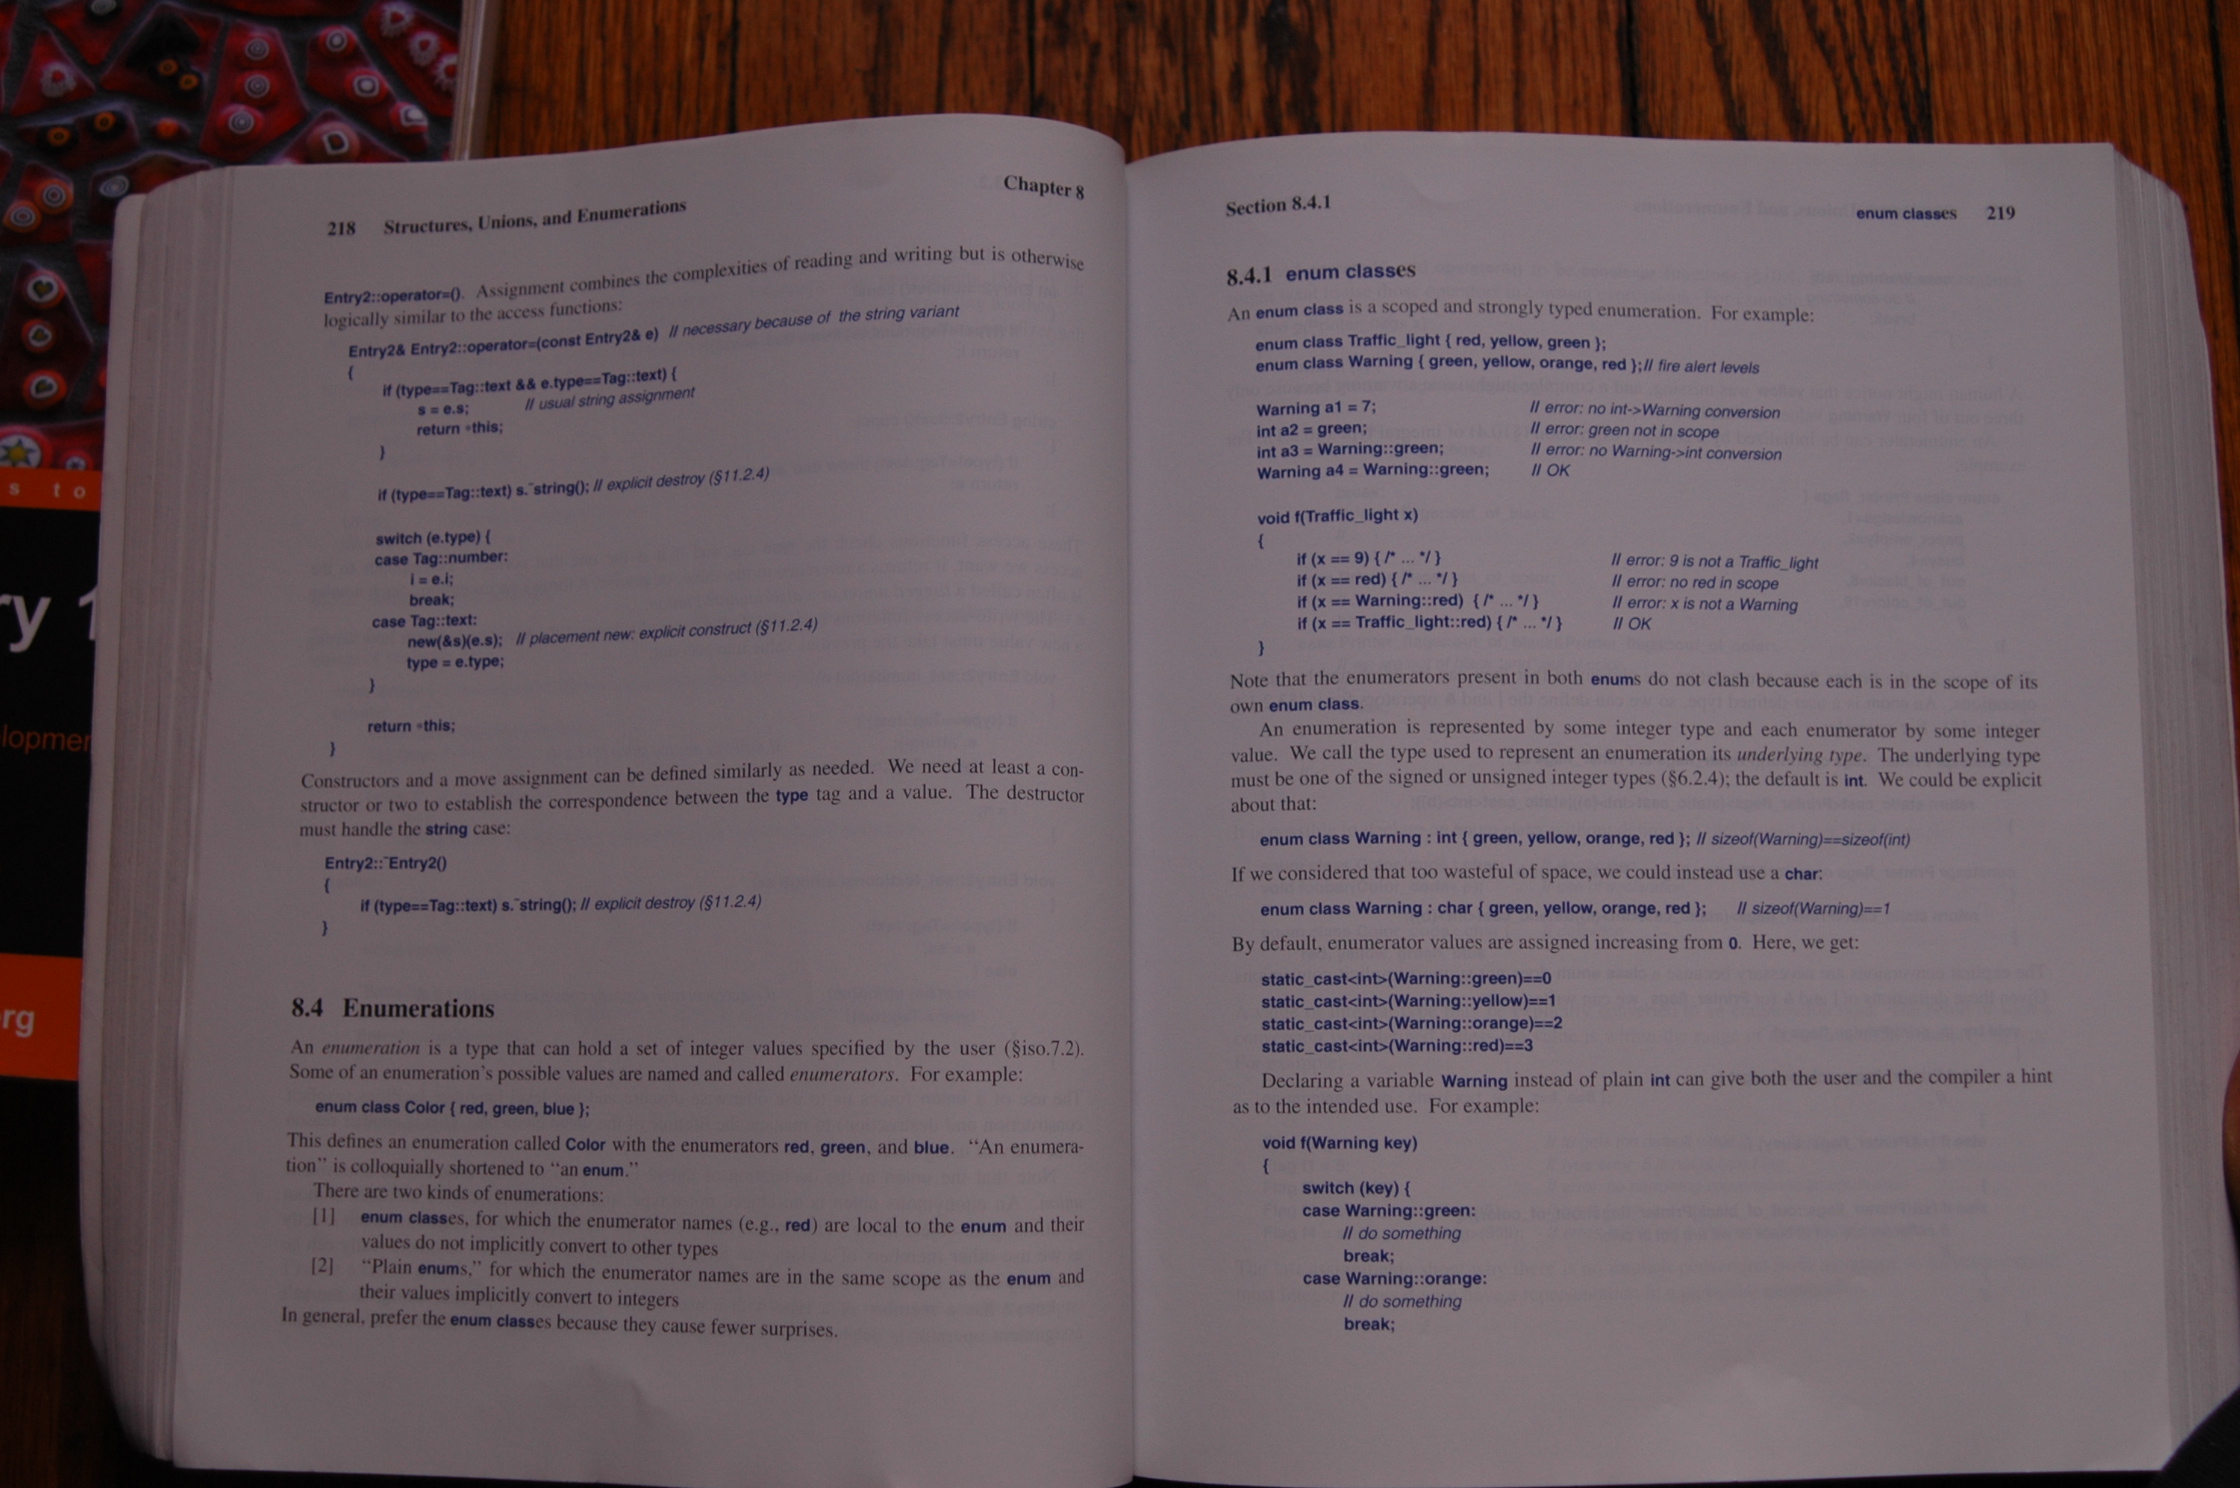 218 Structures, Unions, and Enumerations Chapter 8
Entry2::operator=(). Assignment combines the complexities of reading and writing but is otherwise
logically similar to the access functions:
Entry2& Entry2::operator=(const Entry2& e) // necessary because of the string variant
{
if (type==Tag::text && e.type==Tag::text) {
s = e.s; // usual string assignment
return *this;
}
if (type==Tag::text) s.~string(); // explicit destroy (§11.2.4)
switch (e.type) {
case Tag::number:
i = e.i;
break;
case Tag::text:
new(&s)(e.s); // placement new: explicit construct (§11.2.4)
type = e.type;
}
return *this;
}
Constructors and a move assignment can be defined similarly as needed. We need at least a con-
structor or two to establish the correspondence between the type tag and a value. The destructor
must handle the string case:
Entry2::~Entry2()
{
if (type==Tag::text) s.~string(); // explicit destroy (§11.2.4)
}
8.4 Enumerations
An enumeration is a type that can hold a set of integer values specified by the user (§iso.7.2).
Some of an enumeration's possible values are named and called enumerators. For example:
enum class Color { red, green, blue };
This defines an enumeration called Color with the enumerators red, green, and blue. “An enumera-
tion” is colloquially shortened to “an enum.”
There are two kinds of enumerations:
[1] enum classes, for which the enumerator names (e.g., red) are local to the enum and their
values do not implicitly convert to other types
[2] “Plain enums,” for which the enumerator names are in the same scope as the enum and
their values implicitly convert to integers
In general, prefer the enum classes because they cause fewer surprises.
Section 8.4.1 enum classes 219
8.4.1 enum classes
An enum class is a scoped and strongly typed enumeration. For example:
enum class Traffic_light { red, yellow, green };
enum class Warning { green, yellow, orange, red };// fire alert levels
Warning a1 = 7; // error: no int->Warning conversion
int a2 = green; // error: green not in scope
int a3 = Warning::green; // error: no Warning->int conversion
Warning a4 = Warning::green; // OK
void f(Traffic_light x)
{
if (x == 9) { /* ... */ } // error: 9 is not a Traffic_light
if (x == red) { /* ... */ } // error: no red in scope
if (x == Warning::red) { /* ... */ } // error: x is not a Warning
if (x == Traffic_light::red) { /* ... */ } // OK
}
Note that the enumerators present in both enums do not clash because each is in the scope of its
own enum class.
An enumeration is represented by some integer type and each enumerator by some integer
value. We call the type used to represent an enumeration its underlying type. The underlying type
must be one of the signed or unsigned integer types (§6.2.4); the default is int. We could be explicit
about that:
enum class Warning : int { green, yellow, orange, red }; // sizeof(Warning)==sizeof(int)
If we considered that too wasteful of space, we could instead use a char:
enum class Warning : char { green, yellow, orange, red }; // sizeof(Warning)==1
By default, enumerator values are assigned increasing from 0. Here, we get:
static_cast<int>(Warning::green)==0
static_cast<int>(Warning::yellow)==1
static_cast<int>(Warning::orange)==2
static_cast<int>(Warning::red)==3
Declaring a variable Warning instead of plain int can give both the user and the compiler a hint
as to the intended use. For example:
void f(Warning key)
{
switch (key) {
case Warning::green:
// do something
break;
case Warning::orange:
// do something
break;
s to
ry 1
lopmen
rg